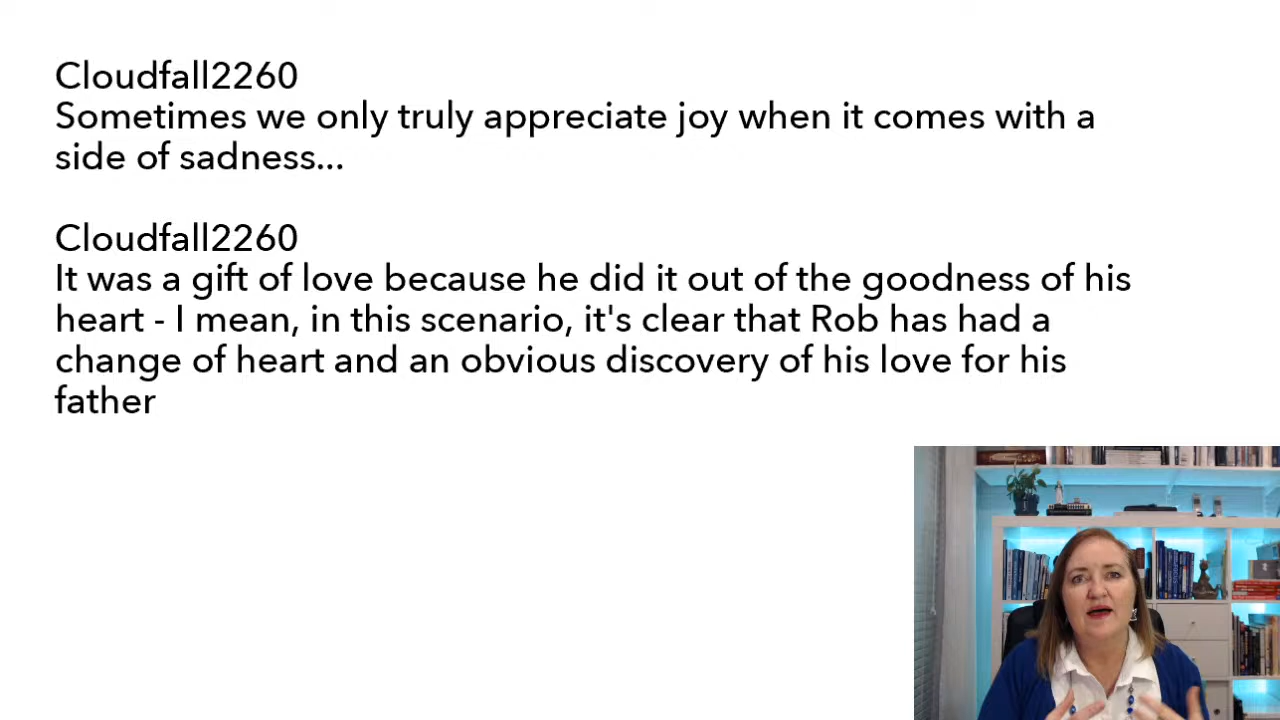 Cloudfall2260
Sometimes we only truly appreciate joy when it comes with a
side of sadness...
Cloudfall2260
It was a gift of love because he did it out of the goodness of his
heart - I mean, in this scenario, it's clear that Rob has had a
change of heart and an obvious discovery of his love for his
father